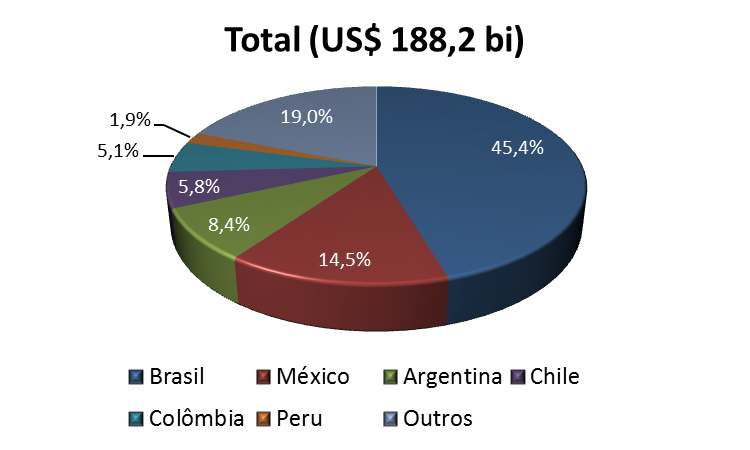 Total (US$ 188,2 bi)
19,0%
45,4%
1,9%
5,1%
5,8%
8,4%
14,5%
Brasil México Argentina Chile
Colômbia Peru Outros